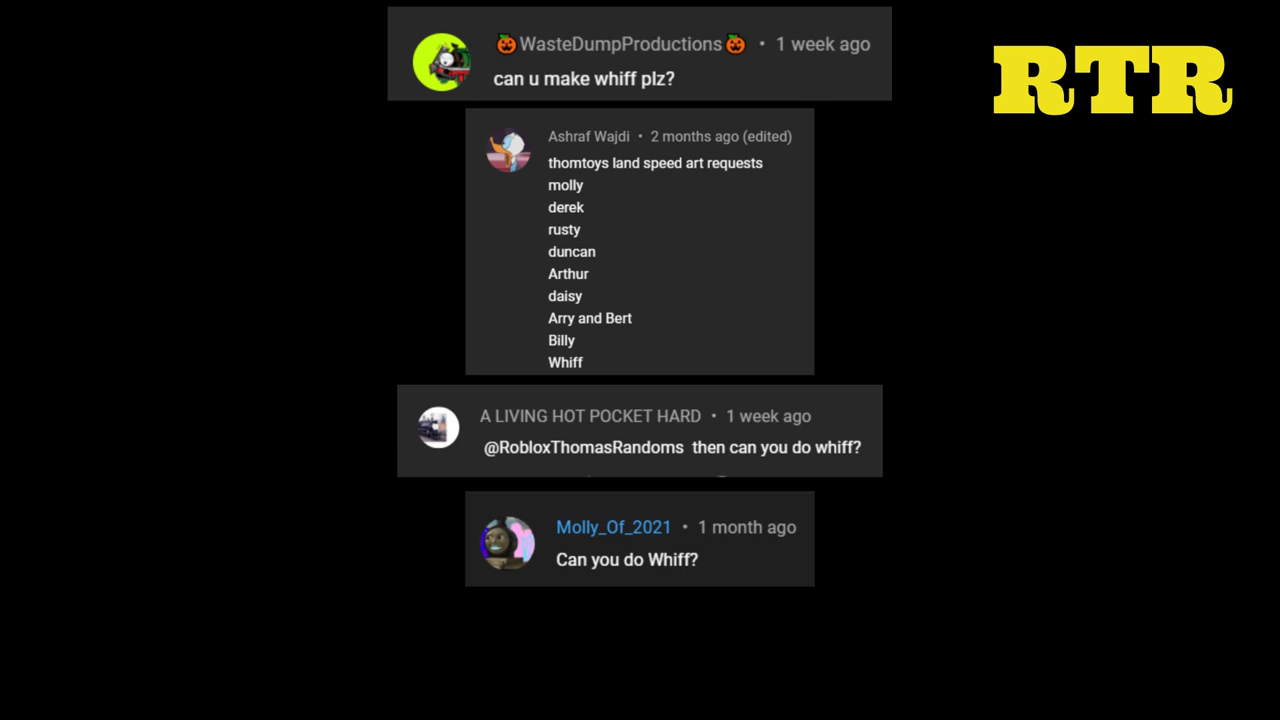 🎃WasteDumpProductions🎃 • 1 week ago
can u make whiff plz?
RTR
Ashraf Wajdi • 2 months ago (edited)
thomtoys land speed art requests
molly
derek
rusty
duncan
Arthur
daisy
Arry and Bert
Billy
Whiff
A LIVING HOT POCKET HARD • 1 week ago
@RobloxThomasRandoms then can you do whiff?
Molly_Of_2021 • 1 month ago
Can you do Whiff?